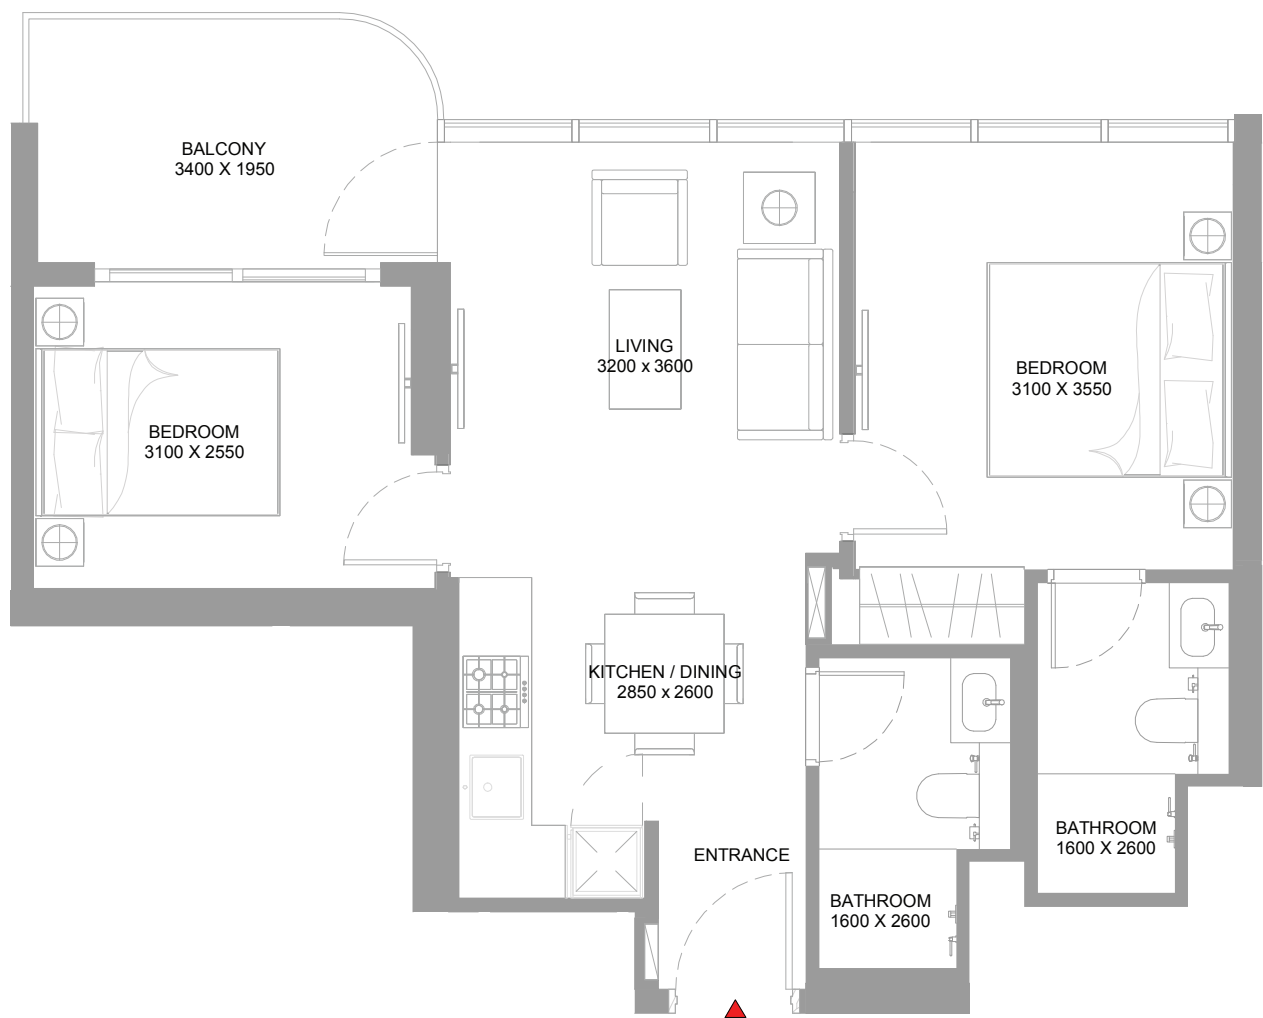 BALCONY
3400 X 1950
LIVING
3200 x 3600
BEDROOM
3100 X 3550
BEDROOM
3100 X 2550
KITCHEN / DINING
2850 x 2600
ENTRANCE
BATHROOM
1600 X 2600
BATHROOM
1600 X 2600